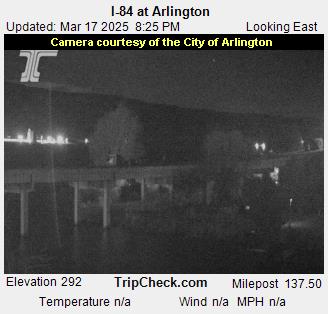 I-84 at Arlington
Updated: Mar 17 2025 8:25 PM Looking East
Camera courtesy of the City of Arlington
Elevation 292 TripCheck.com Milepost 137.50
Temperature n/a Wind n/a MPH n/a